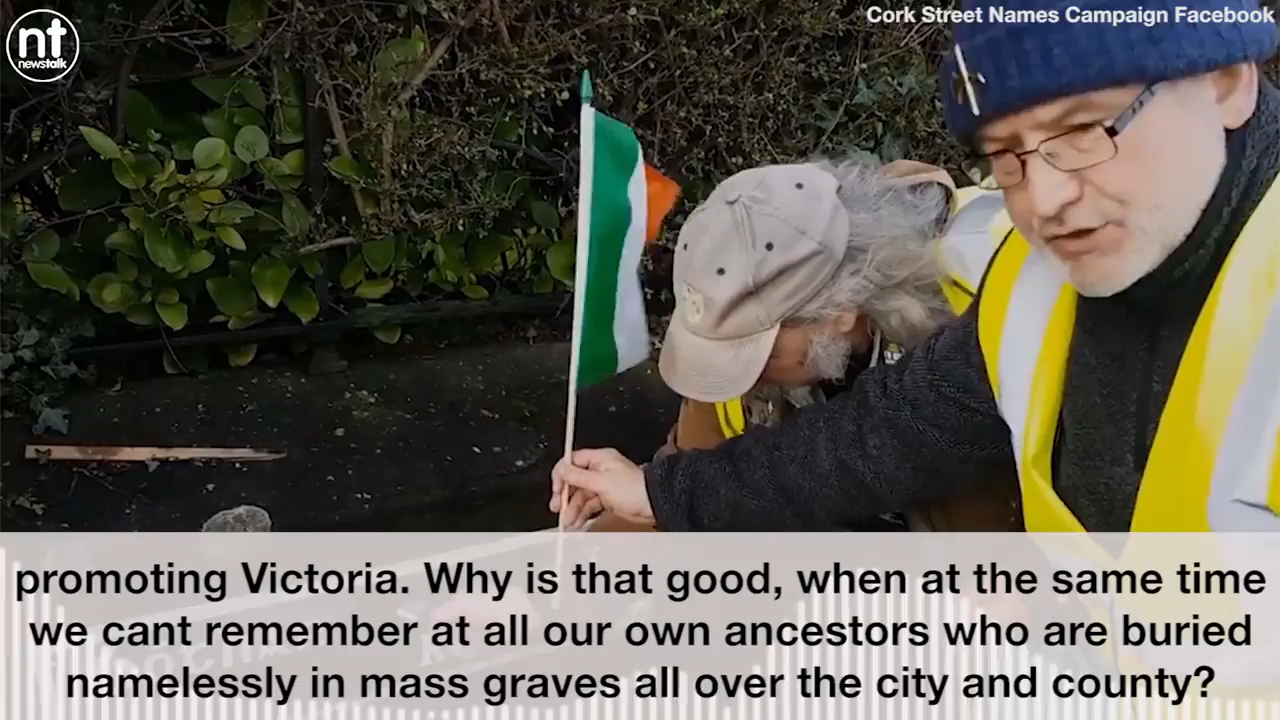 nt
newstalk
Cork Street Names Campaign Facebook
promoting Victoria. Why is that good, when at the same time
we cant remember at all our own ancestors who are buried
namelessly in mass graves all over the city and county?